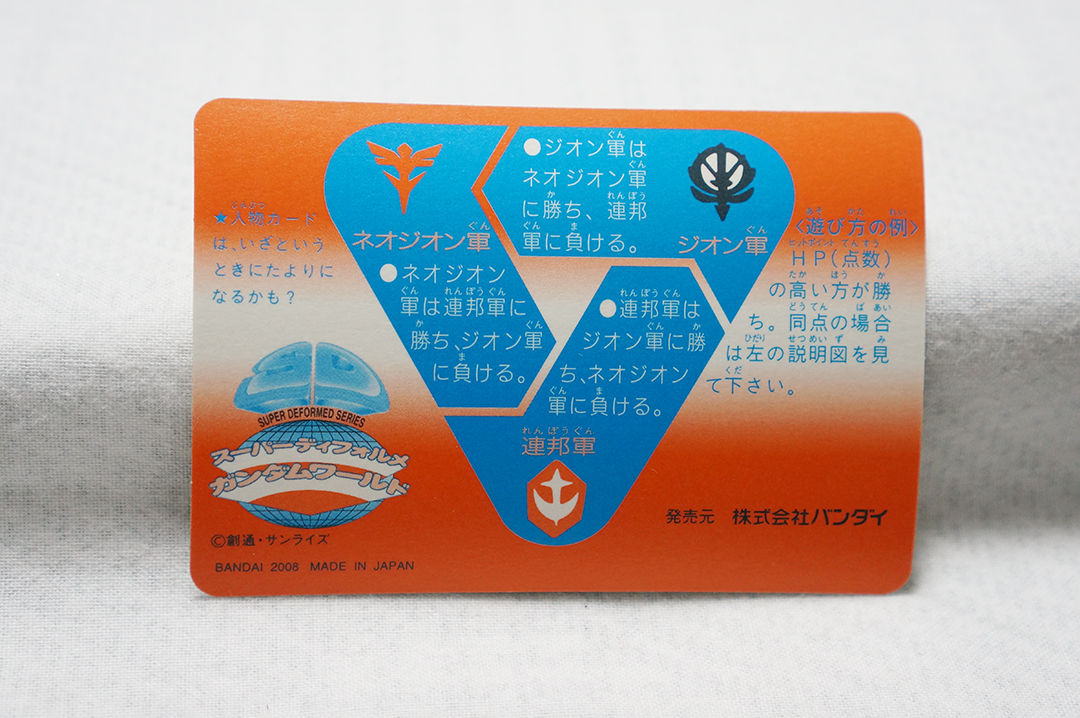 ★人物カード
は、いざという
ときにたよりに
なるかも？
ネオジオン軍
●ネオジオン
軍は連邦軍に
勝ち、ジオン軍
に負ける。
●ジオン軍は
ネオジオン軍
に勝ち、連邦
軍に負ける。
ジオン軍
●連邦軍は
ジオン軍に勝
ち、ネオジオン
軍に負ける。
連邦軍
〈遊び方の例〉
HP(点数)
の高い方が勝
ち。同点の場合
は左の説明図を見
て下さい。
SUPER DEFORMED SERIES
スーパーディフォルメ
ガンダムワールド
©創通・サンライズ
BANDAI 2008 MADE IN JAPAN
発売元 株式会社バンダイ